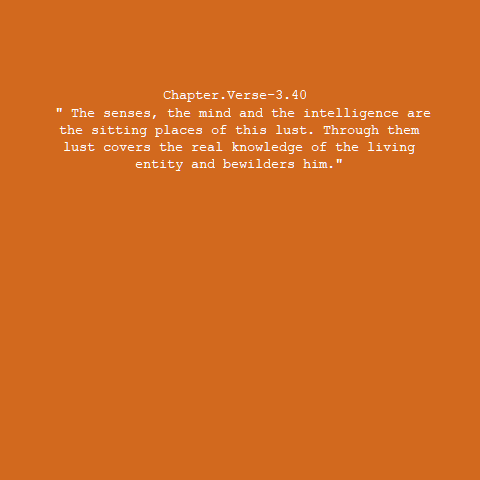 Chapter.Verse-3.40
" The senses, the mind and the intelligence are
the sitting places of this lust. Through them
lust covers the real knowledge of the living
entity and bewilders him."